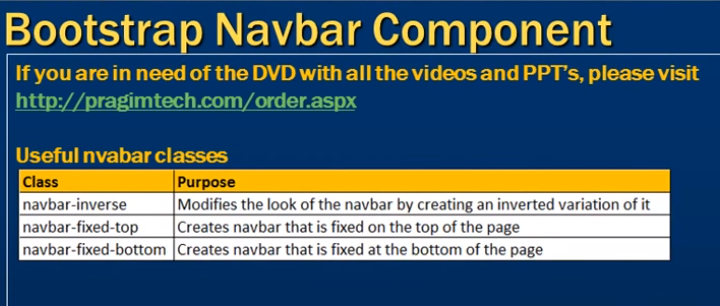 Bootstrap Navbar Component
If you are in need of the DVD with all the videos and PPT's, please visit
http://pragimtech.com/order.aspx
Useful nvabar classes
Class Purpose
navbar-inverse Modifies the look of the navbar by creating an inverted variation of it
navbar-fixed-top Creates navbar that is fixed on the top of the page
navbar-fixed-bottom Creates navbar that is fixed at the bottom of the page